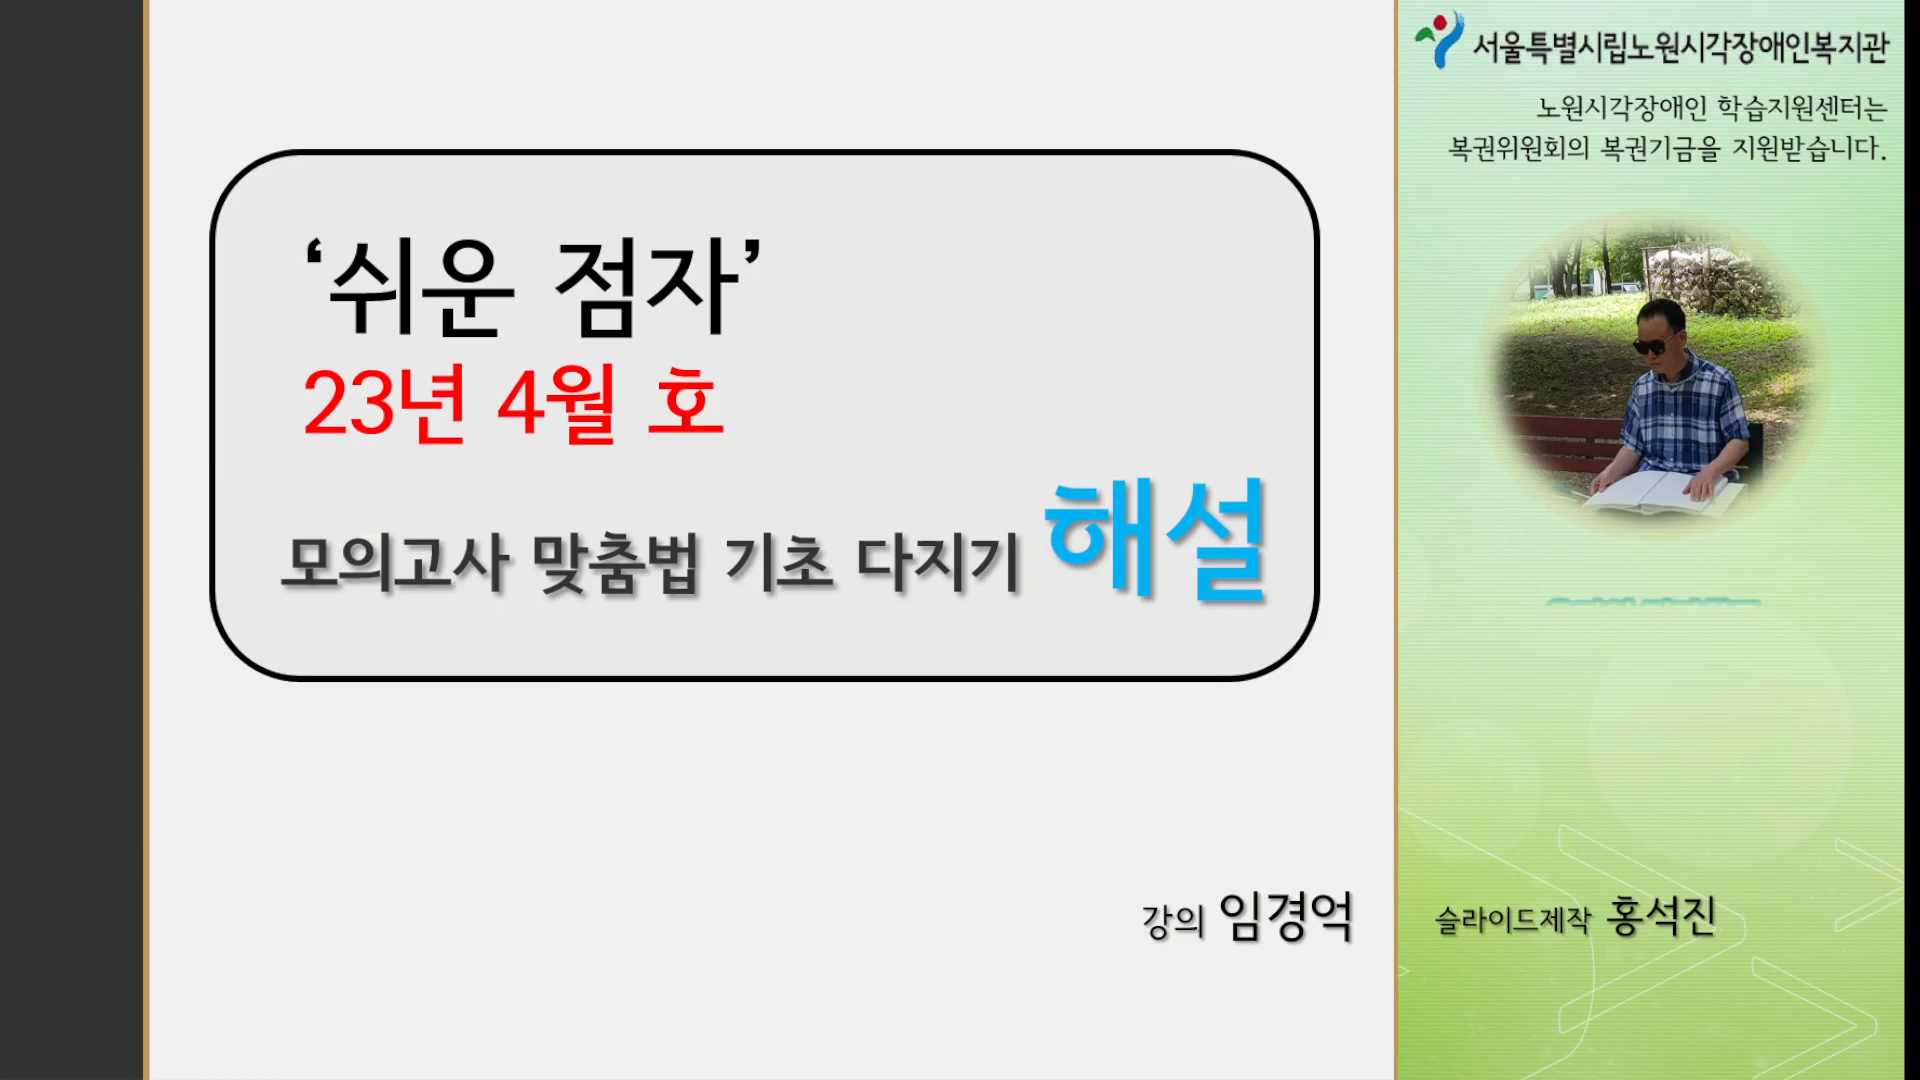 ‘쉬운 점자’
23년 4월 호
모의고사 맞춤법 기초 다지기 해설
강의 임경억
서울특별시립노원시각장애인복지관
노원시각장애인 학습지원센터는
복권위원회의 복권기금을 지원받습니다.
슬라이드제작 홍석진